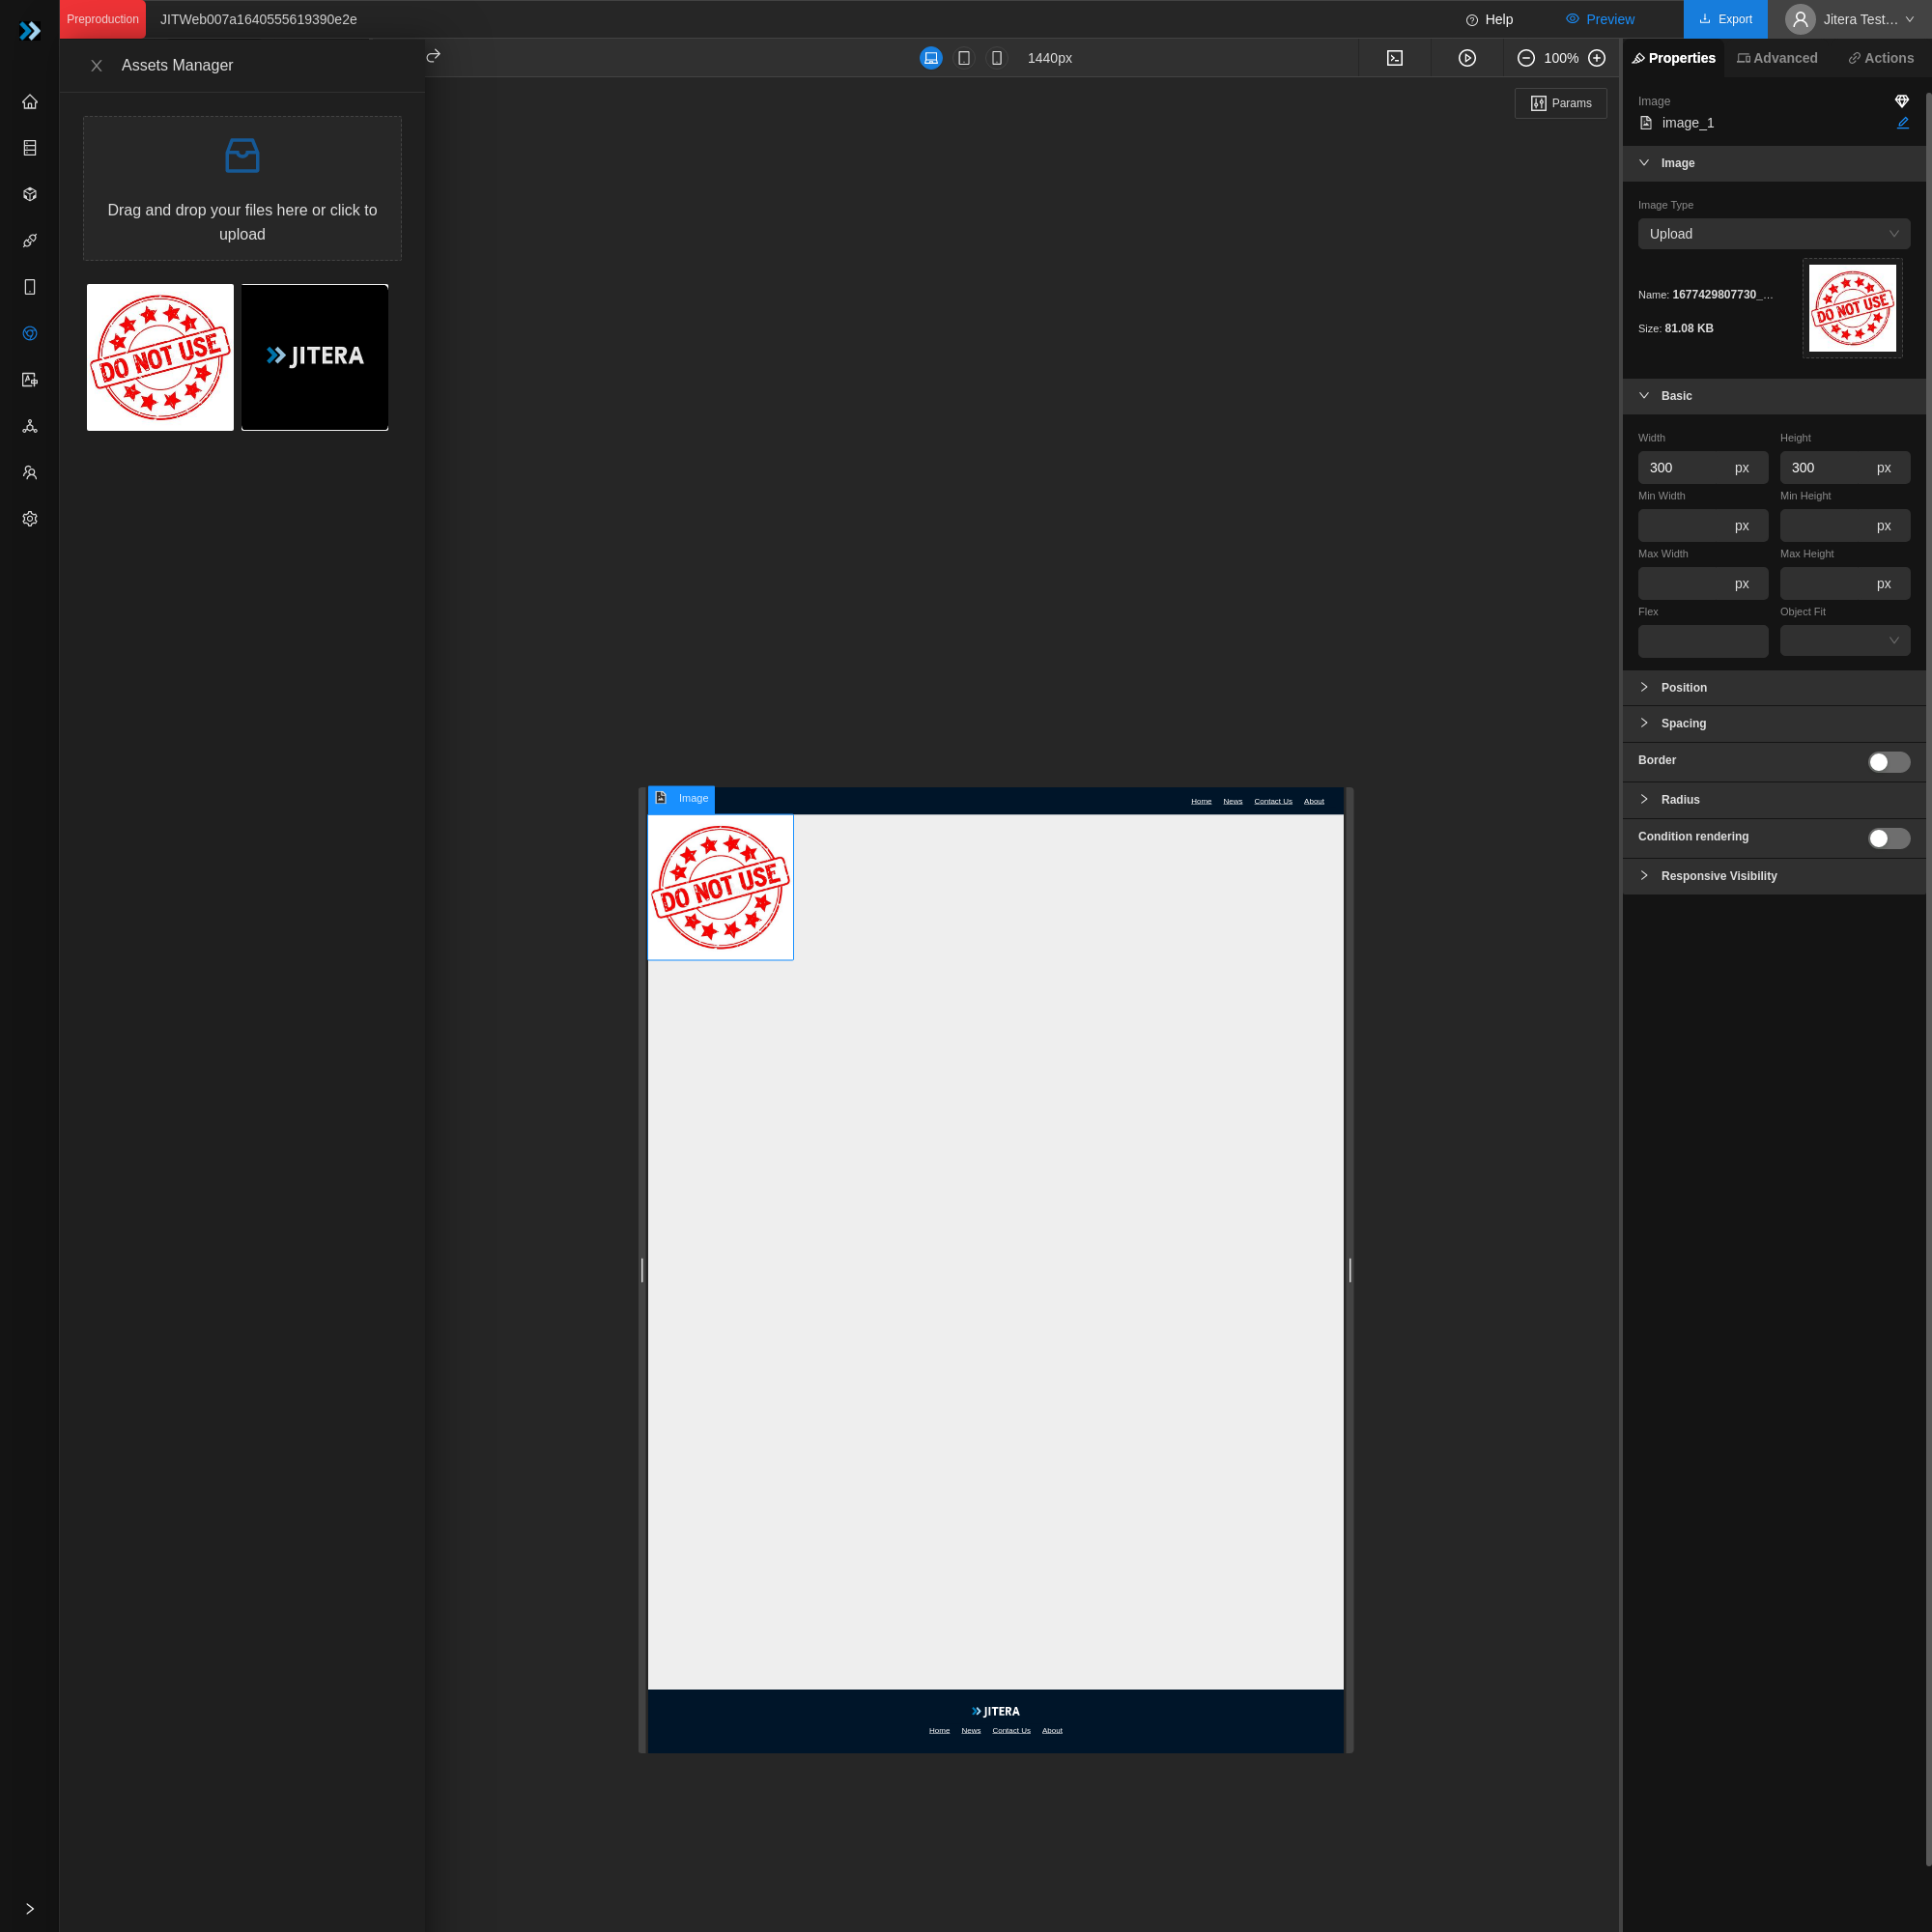 Preproduction
JITWeb007a1640555619390e2e
Help
Preview
Export
Jitera Test…
Assets Manager
1440px
100%
Properties
Advanced
Actions
Params
Drag and drop your files here or click to
upload
DO NOT USE
JITERA
Image
image_1
Image
Image Type
Upload
Name: 1677429807730_…
Size: 81.08 KB
DO NOT USE
Basic
Width
Height
300 px
300 px
Min Width
Min Height
px
px
Max Width
Max Height
px
px
Flex
Object Fit
Position
Spacing
Border
Radius
Condition rendering
Responsive Visibility
Image
Home News Contact Us About
DO NOT USE
JITERA
Home News Contact Us About